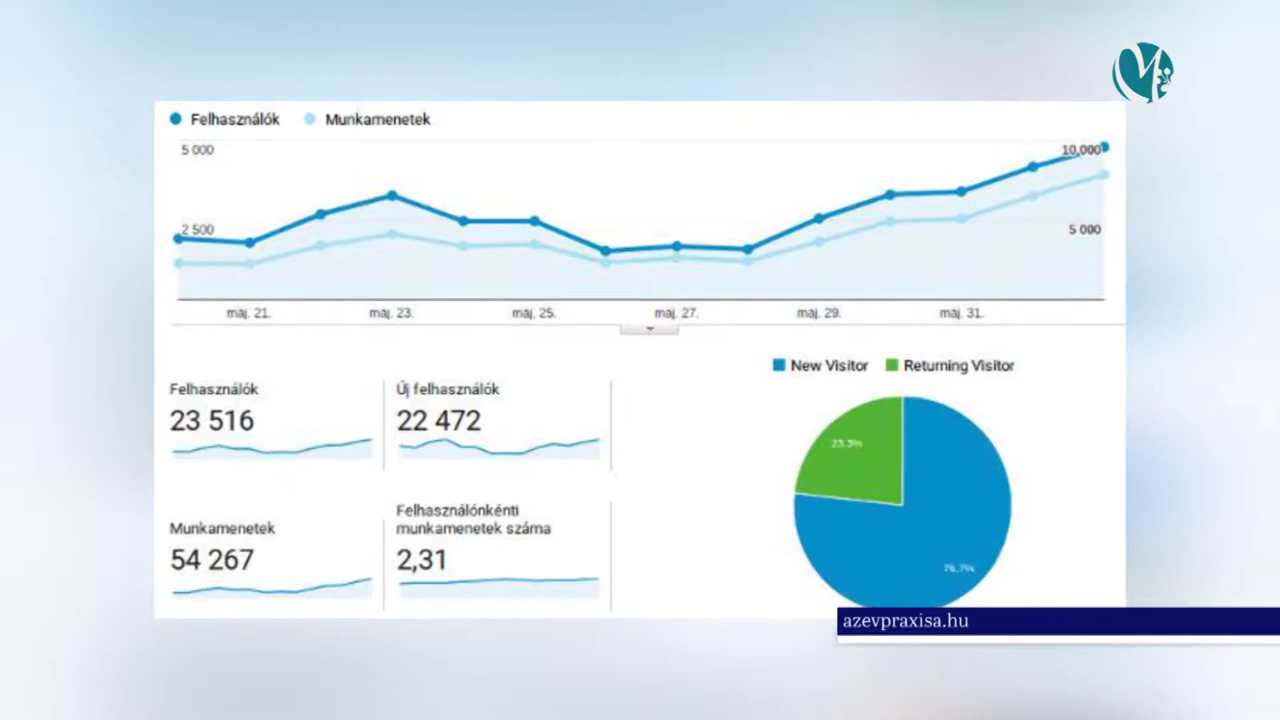 Felhasználók Munkamenetek
5 000 10,000
2 500 5 000
máj. 21. máj. 23. máj. 25. máj. 27. máj. 29. máj. 31.
New Visitor Returning Visitor
Felhasználók
23 516
Új felhasználók
22 472
Munkamenetek
54 267
Felhasználónkénti
munkamenetek száma
2,31
23.3%
76.7%
azevpraxisa.hu